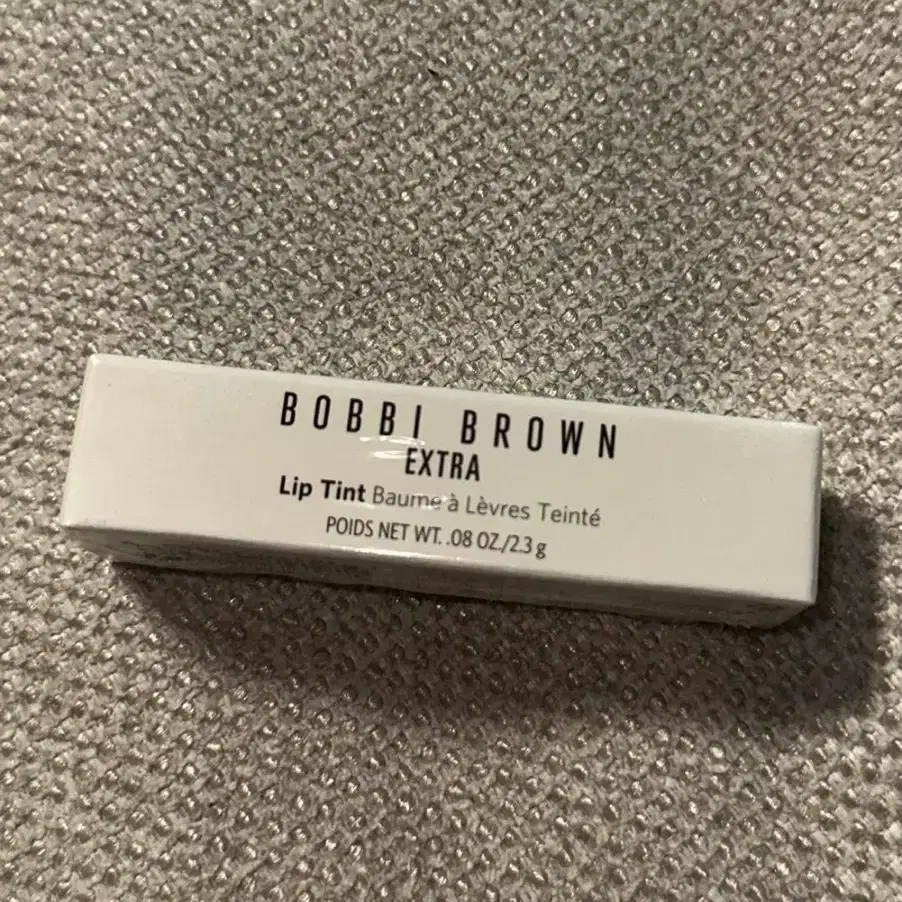 BOBBI BROWN
EXTRA
Lip Tint Baume à Lèvres Teinté
POIDS NET WT. .08 OZ./2.3 g